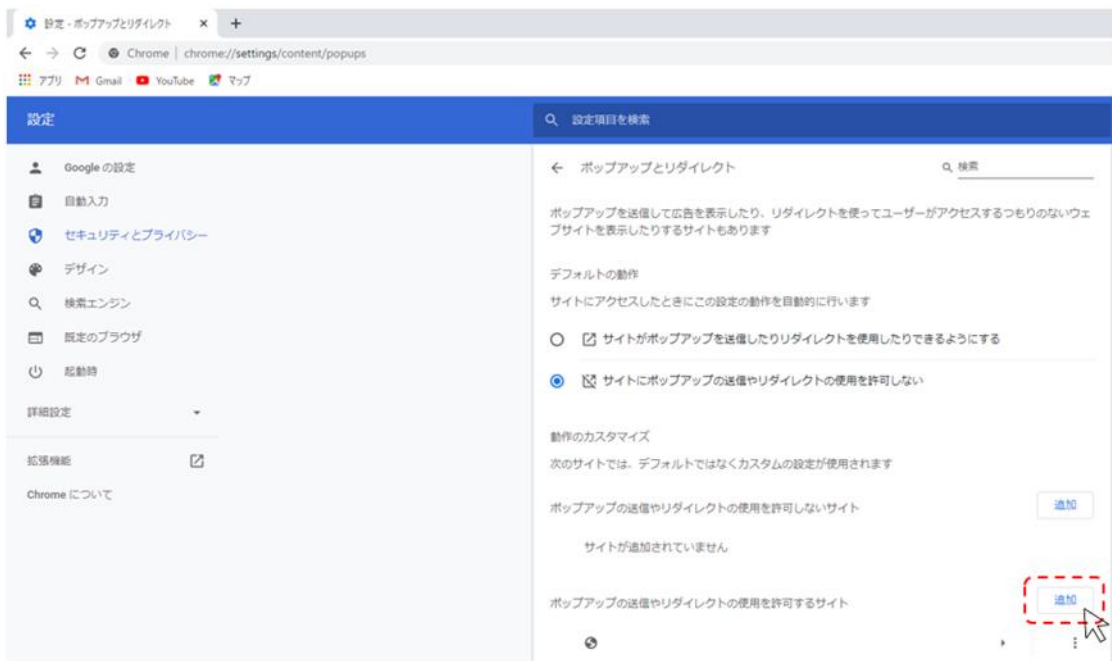 設定 - ポップアップとリダイレクト
Chrome | chrome://settings/content/popups
アプリ Gmail YouTube マップ
設定
設定項目を検索
Google の設定
自動入力
セキュリティとプライバシー
デザイン
検索エンジン
既定のブラウザ
起動時
詳細設定
拡張機能
Chrome について
ポップアップとリダイレクト
検索
ポップアップを送信して広告を表示したり、リダイレクトを使ってユーザーがアクセスするつもりのないウェ
ブサイトを表示したりするサイトもあります
デフォルトの動作
サイトにアクセスしたときにこの設定の動作を自動的に行います
サイトがポップアップを送信したりリダイレクトを使用したりできるようにする
サイトにポップアップの送信やリダイレクトの使用を許可しない
動作のカスタマイズ
次のサイトでは、デフォルトではなくカスタムの設定が使用されます
ポップアップの送信やリダイレクトの使用を許可しないサイト
追加
サイトが追加されていません
ポップアップの送信やリダイレクトの使用を許可するサイト
追加